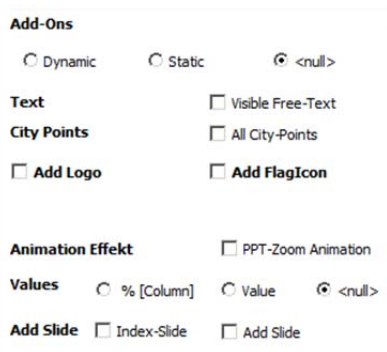 Add-Ons
Dynamic Static <null>
Text Visible Free-Text
City Points All City-Points
Add Logo Add FlagIcon
Animation Effekt PPT-Zoom Animation
Values % [Column] Value <null>
Add Slide Index-Slide Add Slide